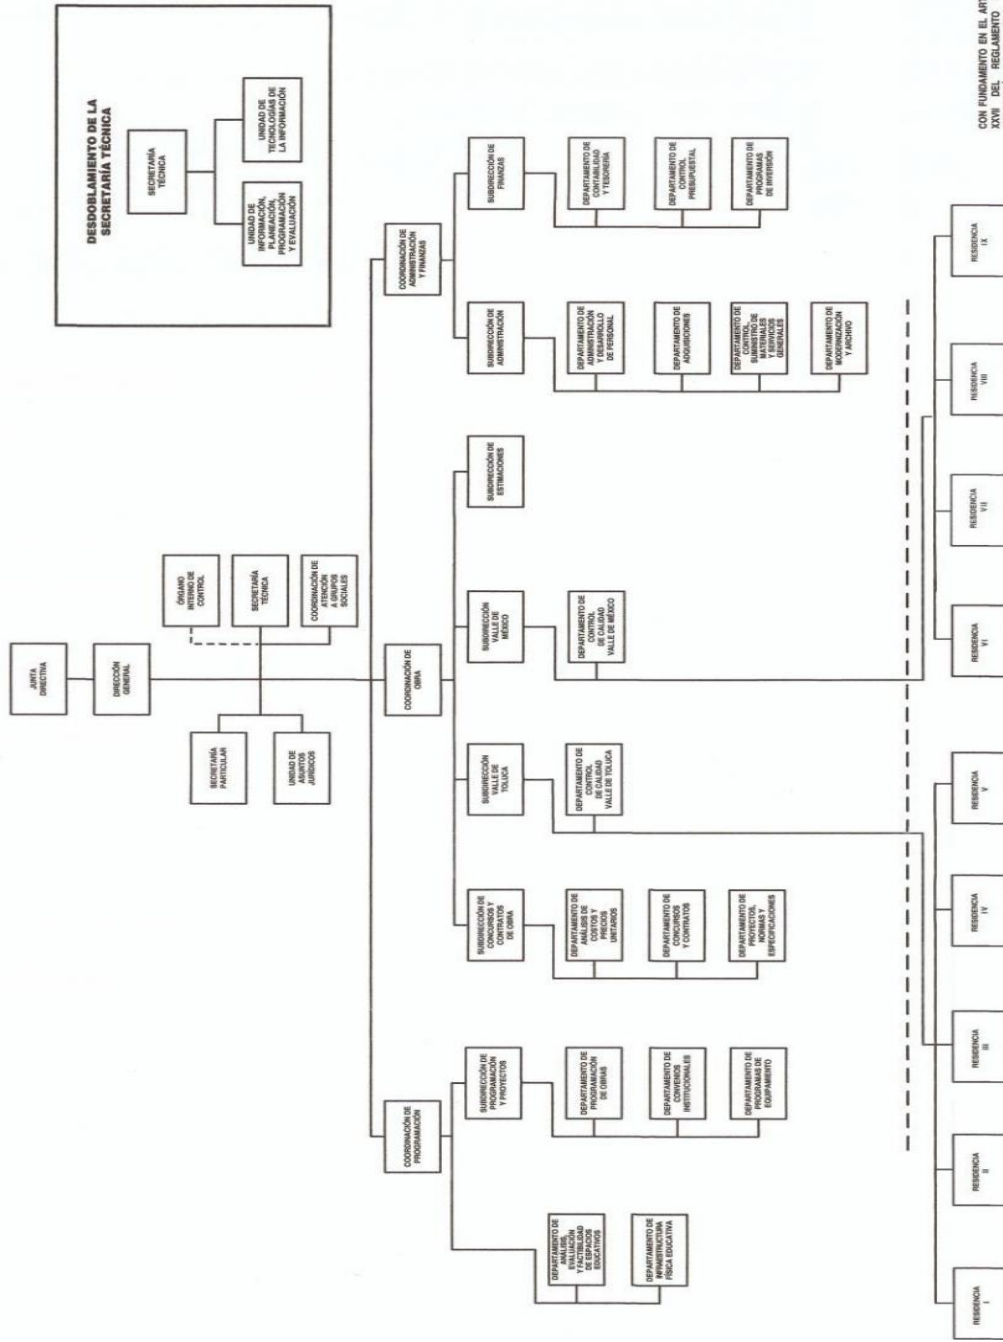 DESDOBLAMIENTO DE LA
SECRETARÍA TÉCNICA
SECRETARÍA
TÉCNICA
UNIDAD DE
INFORMACIÓN,
PLANEACIÓN,
PROGRAMACIÓN
Y EVALUACIÓN
UNIDAD DE
TECNOLOGÍAS DE
LA INFORMACIÓN
JUNTA
DIRECTIVA
DIRECCIÓN
GENERAL
SECRETARÍA
PARTICULAR
UNIDAD DE
ASUNTOS
JURÍDICOS
ÓRGANO
INTERNO DE
CONTROL
SECRETARÍA
TÉCNICA
COORDINACIÓN DE
ATENCIÓN
A GRUPOS
SOCIALES
COORDINACIÓN DE
PROGRAMACIÓN
COORDINACIÓN DE
OBRA
COORDINACIÓN DE
ADMINISTRACIÓN
Y FINANZAS
SUBDIRECCIÓN DE
PROGRAMACIÓN
Y PROYECTOS
SUBDIRECCIÓN DE
CONCURSOS Y
CONTRATOS
DE OBRA
SUBDIRECCIÓN
VALLE DE
TOLUCA
SUBDIRECCIÓN
VALLE DE
MÉXICO
SUBDIRECCIÓN DE
ESTIMACIONES
SUBDIRECCIÓN DE
ADMINISTRACIÓN
SUBDIRECCIÓN DE
FINANZAS
DEPARTAMENTO DE
ANÁLISIS,
EVALUACIÓN
Y FACTIBILIDAD
DE ESPACIOS
EDUCATIVOS
DEPARTAMENTO DE
INFRAESTRUCTURA
FÍSICA EDUCATIVA
DEPARTAMENTO DE
PROGRAMACIÓN
DE OBRAS
DEPARTAMENTO DE
CONVENIOS
INSTITUCIONALES
DEPARTAMENTO DE
PROGRAMAS DE
EQUIPAMIENTO
DEPARTAMENTO DE
ANÁLISIS DE
COSTOS Y
PRECIOS
UNITARIOS
DEPARTAMENTO DE
CONCURSOS
Y CONTRATOS
DEPARTAMENTO DE
PROYECTOS,
NORMAS Y
ESPECIFICACIONES
DEPARTAMENTO DE
CONTROL
DE CALIDAD
VALLE DE TOLUCA
DEPARTAMENTO DE
CONTROL
DE CALIDAD
VALLE DE MÉXICO
DEPARTAMENTO DE
ADMINISTRACIÓN
Y DESARROLLO
DE PERSONAL
DEPARTAMENTO DE
ADQUISICIONES
DEPARTAMENTO DE
CONTROL
SUMINISTRO DE
MATERIALES
Y SERVICIOS
GENERALES
DEPARTAMENTO DE
MODERNIZACIÓN
Y ARCHIVO
DEPARTAMENTO DE
CONTABILIDAD
Y TESORERÍA
DEPARTAMENTO DE
CONTROL
PRESUPUESTAL
DEPARTAMENTO DE
PROGRAMAS
DE INVERSIÓN
RESIDENCIA
I
RESIDENCIA
II
RESIDENCIA
III
RESIDENCIA
IV
RESIDENCIA
V
RESIDENCIA
VI
RESIDENCIA
VII
RESIDENCIA
VIII
RESIDENCIA
IX
CON FUNDAMENTO EN EL
XXVII DEL REGLAMENTO